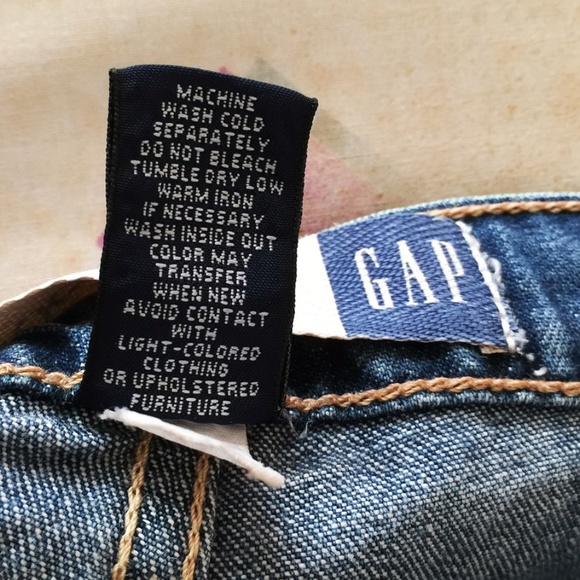 MACHINE
WASH COLD
SEPARATELY
DO NOT BLEACH
TUMBLE DRY LOW
WARM IRON
IF NECESSARY
WASH INSIDE OUT
COLOR MAY
TRANSFER
WHEN NEW
AVOID CONTACT
WITH
LIGHT-COLORED
CLOTHING
OR UPHOLSTERED
FURNITURE
GAP